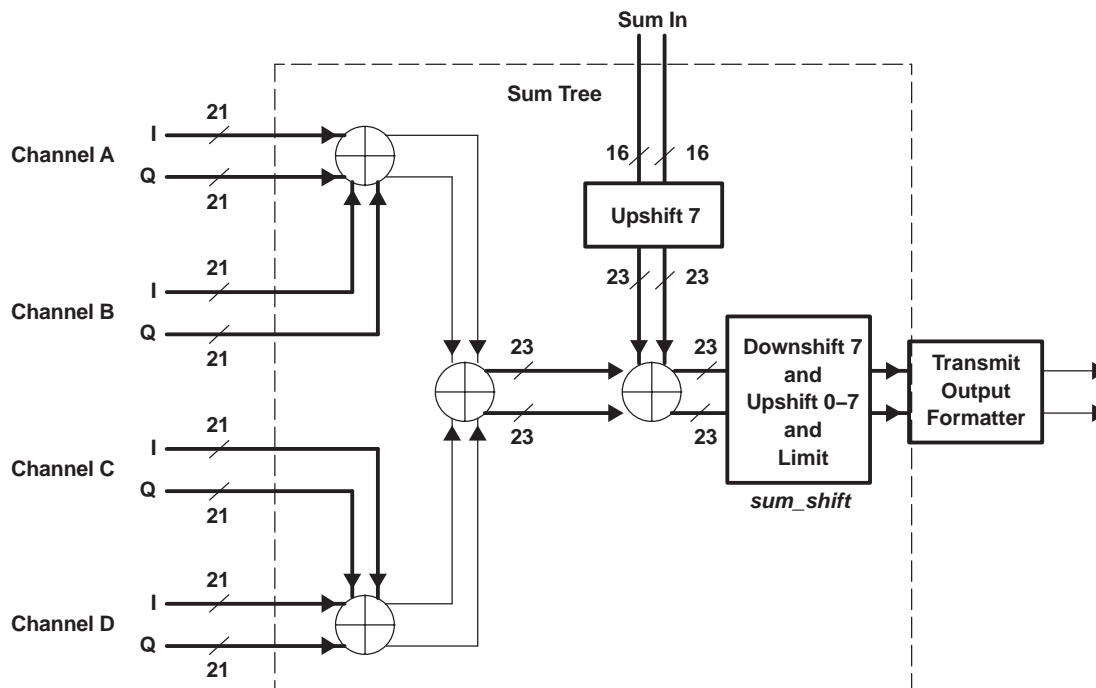 Sum In
Sum Tree
21
I
Channel A
Q
21
16
16
Upshift 7
23
23
21
I
Channel B
Q
21
23
23
Downshift 7
and
Upshift 0–7
and
Limit
sum_shift
23
23
Transmit
Output
Formatter
21
I
Channel C
Q
21
21
I
Channel D
Q
21